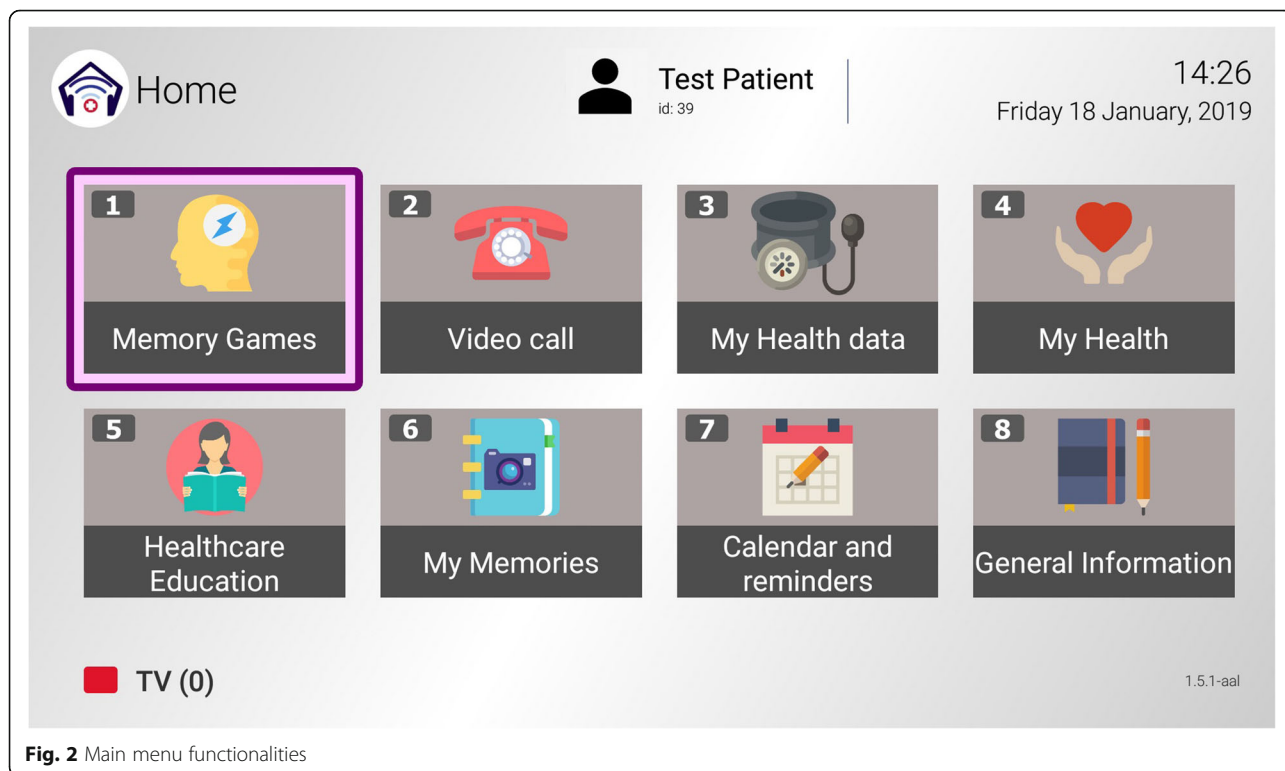 Home
Test Patient
id: 39
14:26
Friday 18 January, 2019
1
Memory Games
2
Video call
3
My Health data
4
My Health
5
Healthcare
Education
6
My Memories
7
Calendar and
reminders
8
General Information
TV (0)
1.5.1-aal
Fig. 2 Main menu functionalities